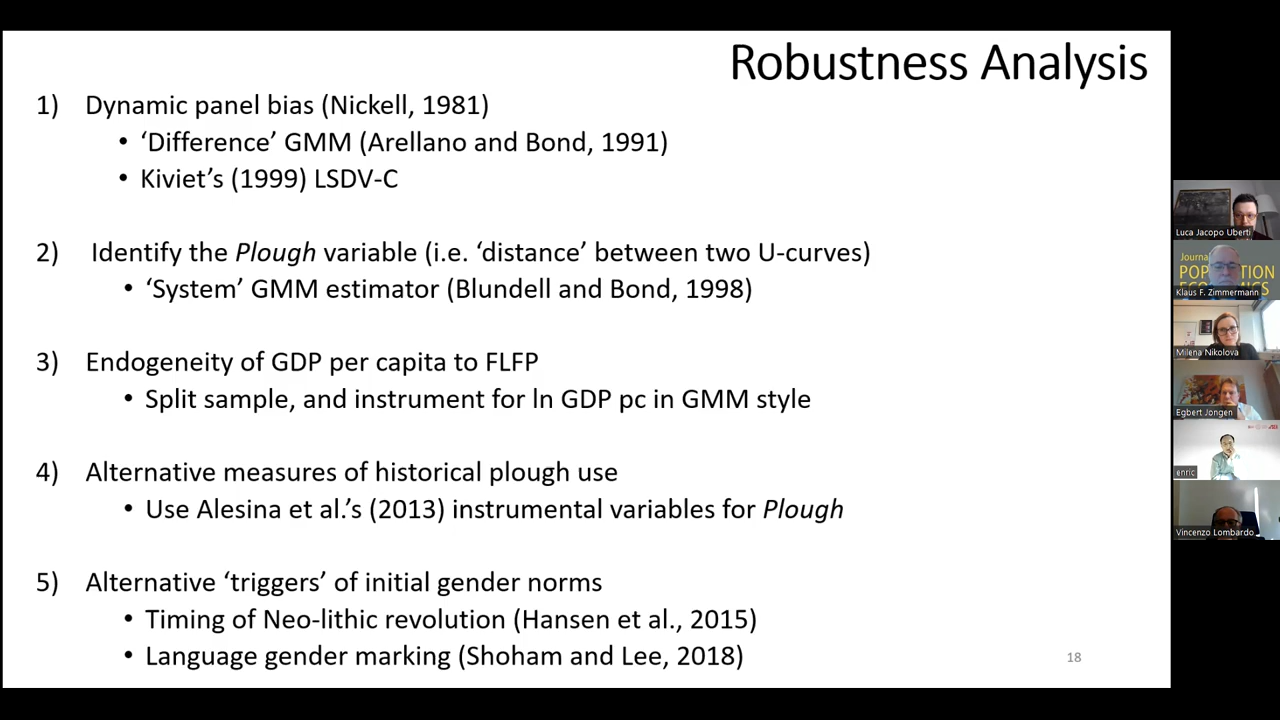 Robustness Analysis
1) Dynamic panel bias (Nickell, 1981)
• ‘Difference’ GMM (Arellano and Bond, 1991)
• Kiviet’s (1999) LSDV-C
2) Identify the Plough variable (i.e. ‘distance’ between two U-curves)
• ‘System’ GMM estimator (Blundell and Bond, 1998)
3) Endogeneity of GDP per capita to FLFP
• Split sample, and instrument for ln GDP pc in GMM style
4) Alternative measures of historical plough use
• Use Alesina et al.’s (2013) instrumental variables for Plough
5) Alternative ‘triggers’ of initial gender norms
• Timing of Neo-lithic revolution (Hansen et al., 2015)
• Language gender marking (Shoham and Lee, 2018)
18
Luca Jacopo Uberti
Journa
POP TION
Klaus F. Zimmermann
Milena Nikolova
Egbert Jongen
enric
Vincenzo Lombardo